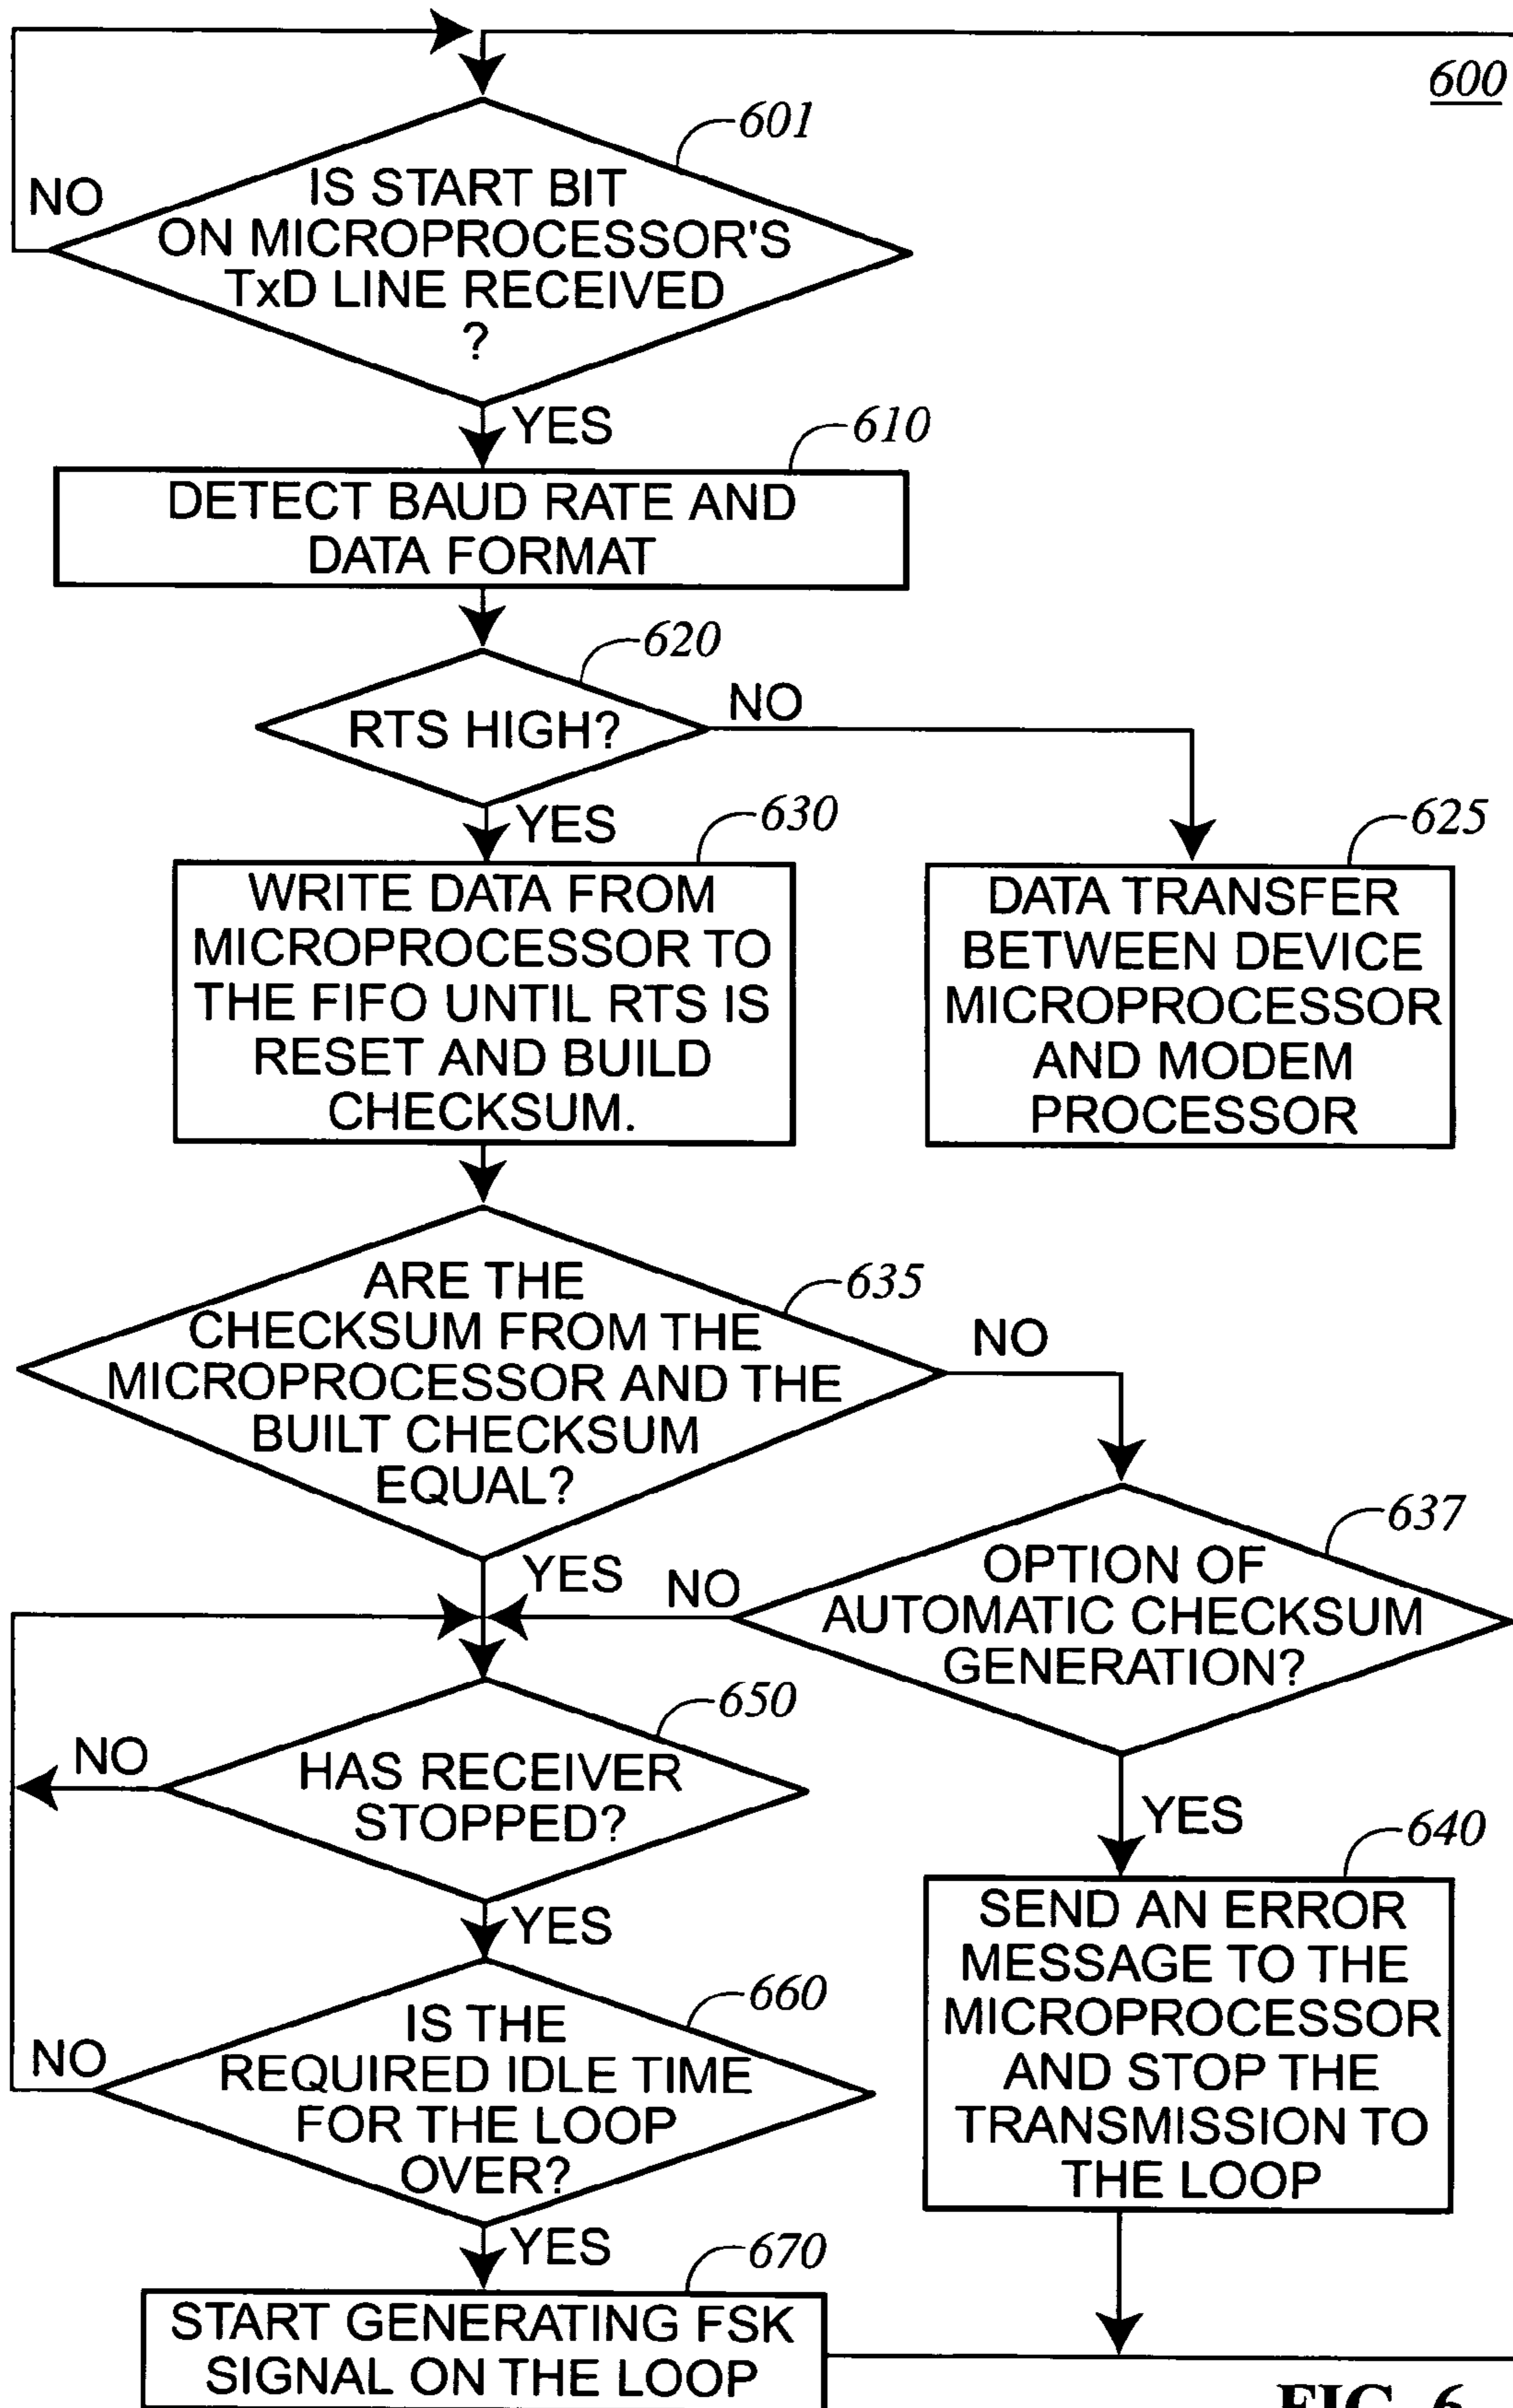 600
601
IS START BIT
ON MICROPROCESSOR'S
TxD LINE RECEIVED
?
NO
YES
610
DETECT BAUD RATE AND
DATA FORMAT
620
RTS HIGH?
NO
YES
630
WRITE DATA FROM
MICROPROCESSOR TO
THE FIFO UNTIL RTS IS
RESET AND BUILD
CHECKSUM.
625
DATA TRANSFER
BETWEEN DEVICE
MICROPROCESSOR
AND MODEM
PROCESSOR
635
ARE THE
CHECKSUM FROM THE
MICROPROCESSOR AND THE
BUILT CHECKSUM
EQUAL?
NO
YES
637
OPTION OF
AUTOMATIC CHECKSUM
GENERATION?
NO
YES
650
HAS RECEIVER
STOPPED?
NO
YES
640
SEND AN ERROR
MESSAGE TO THE
MICROPROCESSOR
AND STOP THE
TRANSMISSION TO
THE LOOP
660
IS THE
REQUIRED IDLE TIME
FOR THE LOOP
OVER?
NO
YES
670
START GENERATING FSK
SIGNAL ON THE LOOP
FIG. 6